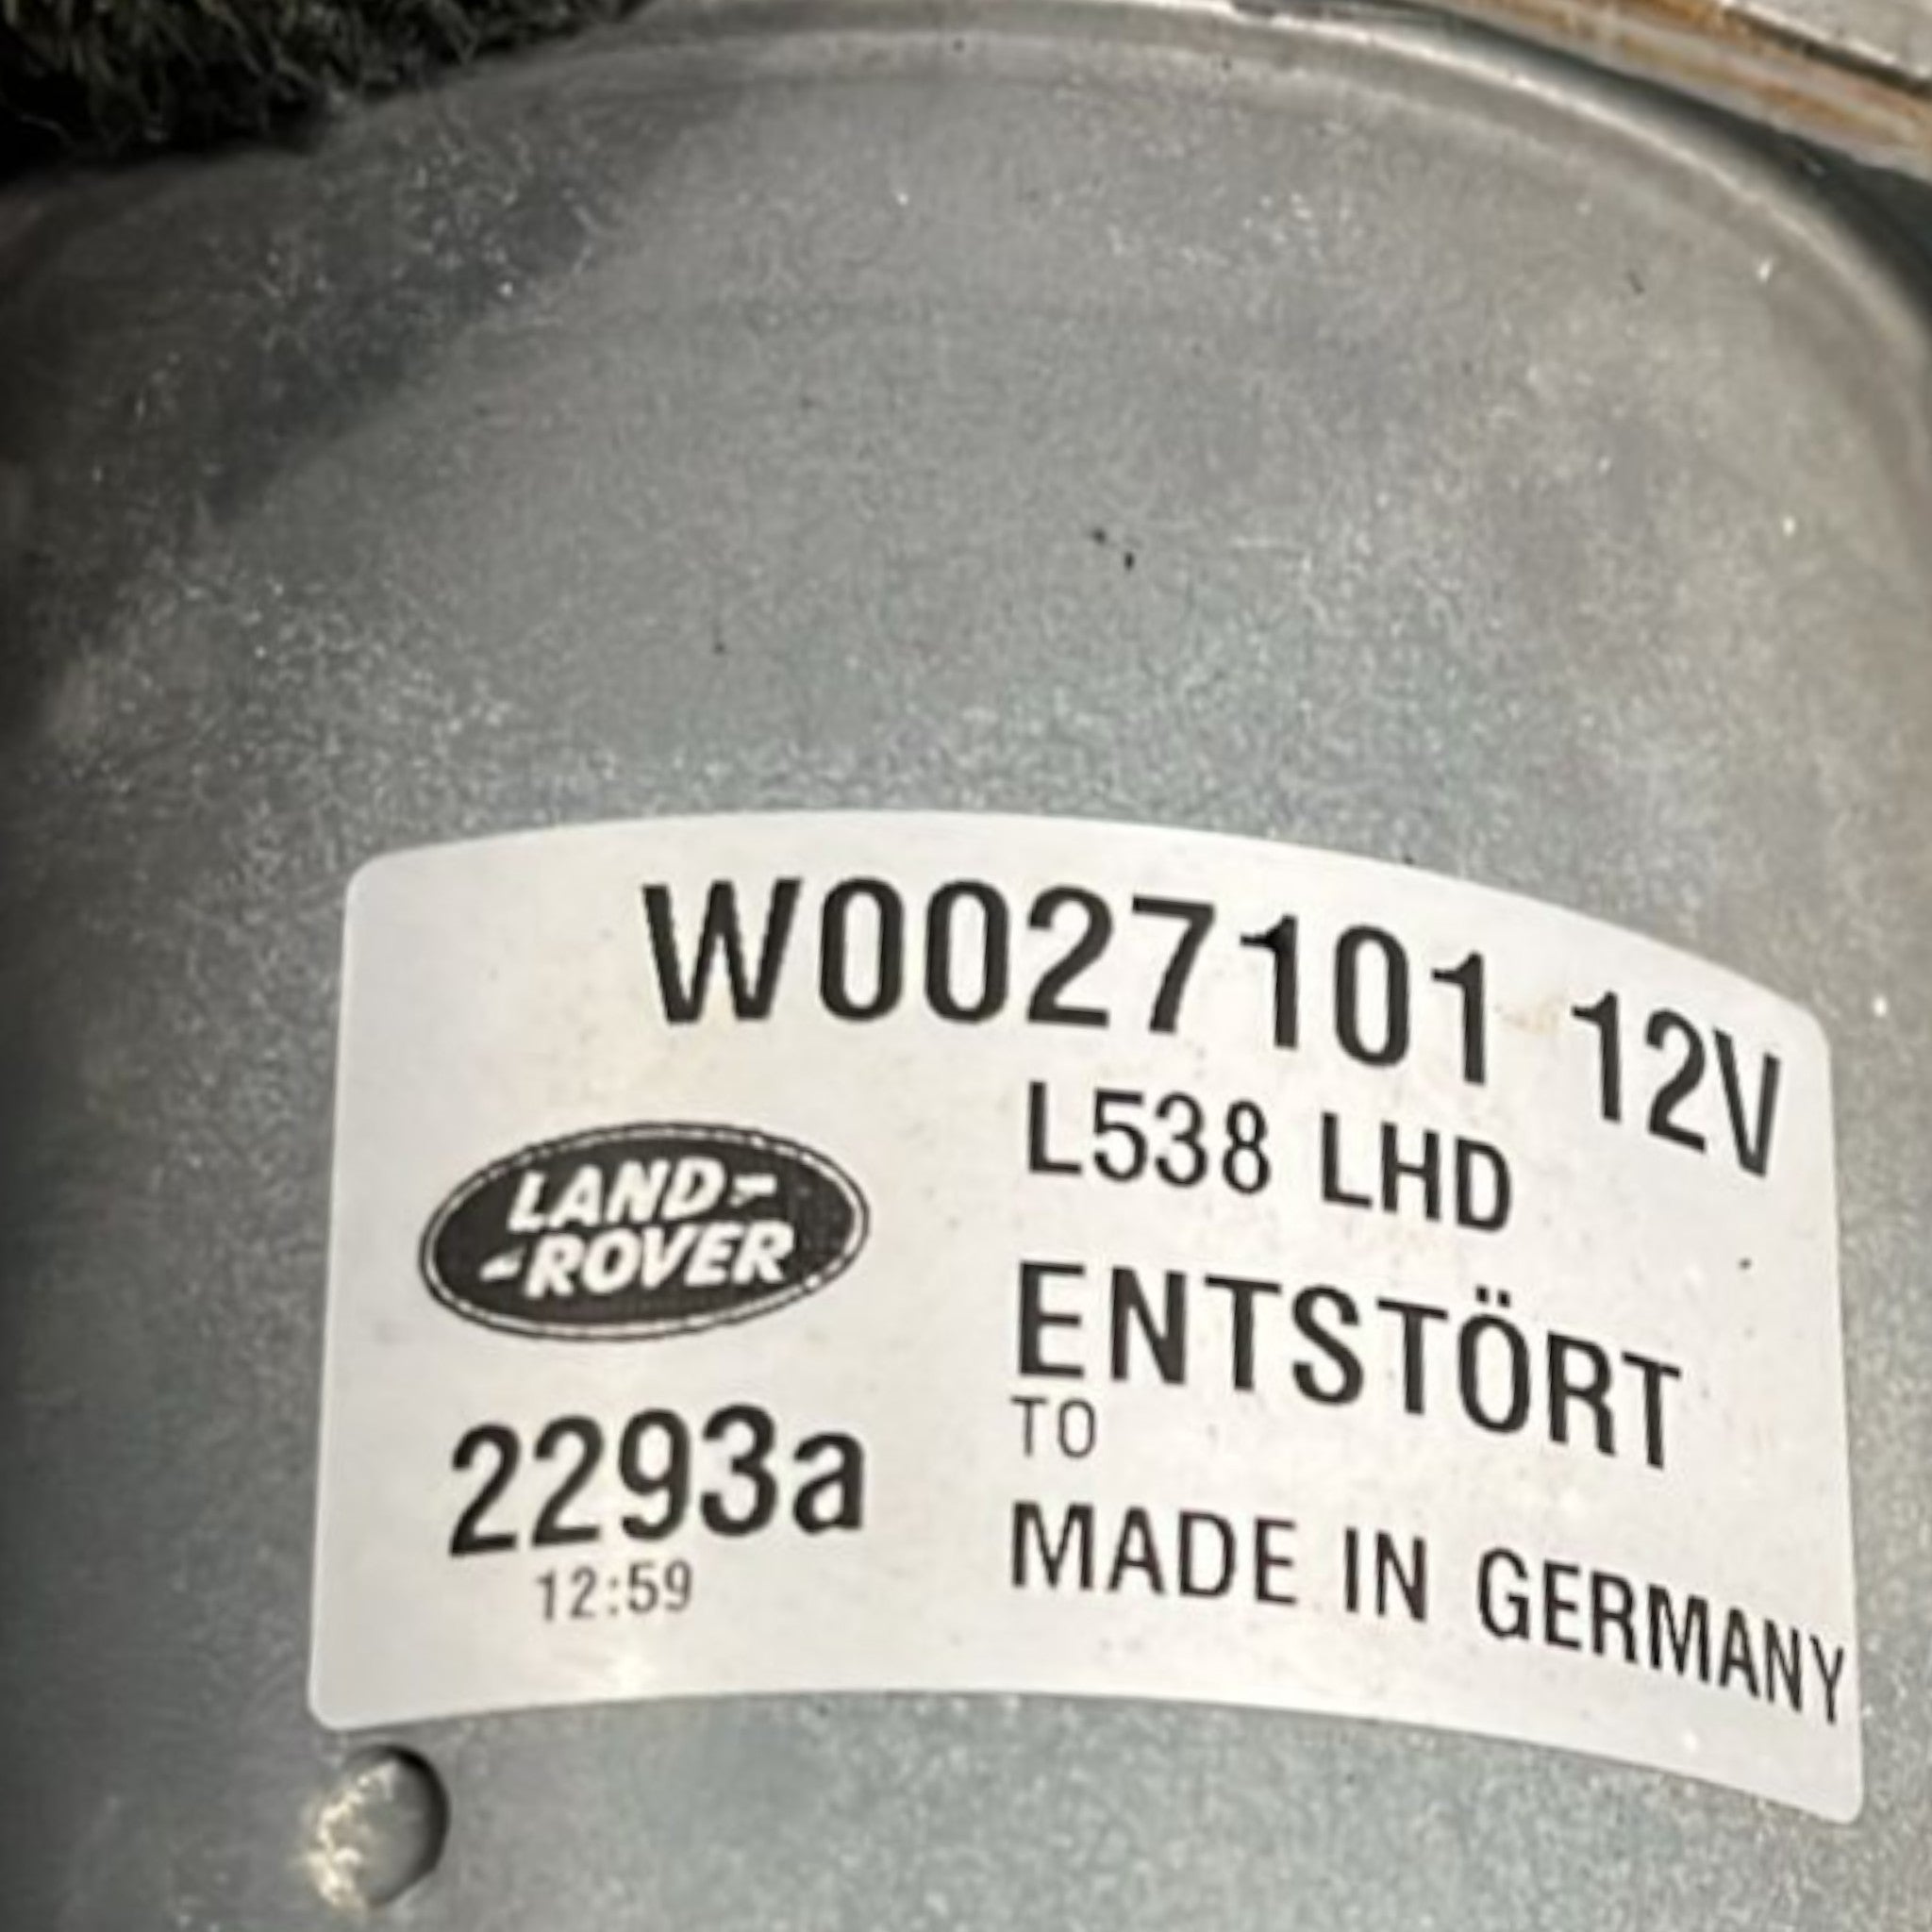 W0027101 12V
L538 LHD
LAND-
-ROVER
ENTSTÖRT
TO
2293a
MADE IN GERMANY
12:59